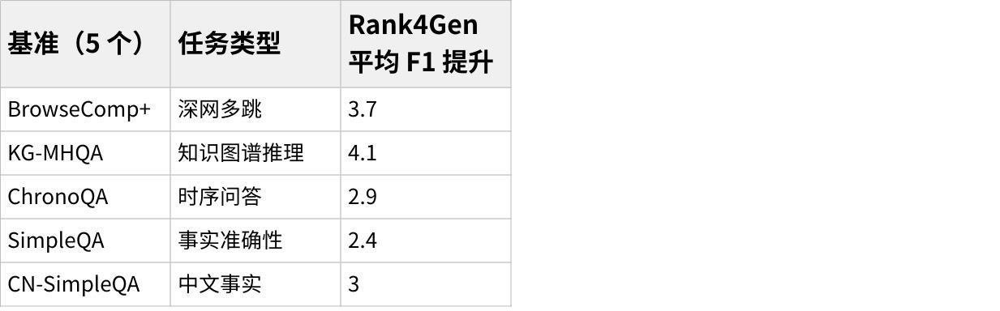 基准（5 个） 任务类型 Rank4Gen
平均 F1 提升
BrowseComp+ 深网多跳 3.7
KG-MHQA 知识图谱推理 4.1
ChronoQA 时序问答 2.9
SimpleQA 事实准确性 2.4
CN-SimpleQA 中文事实 3